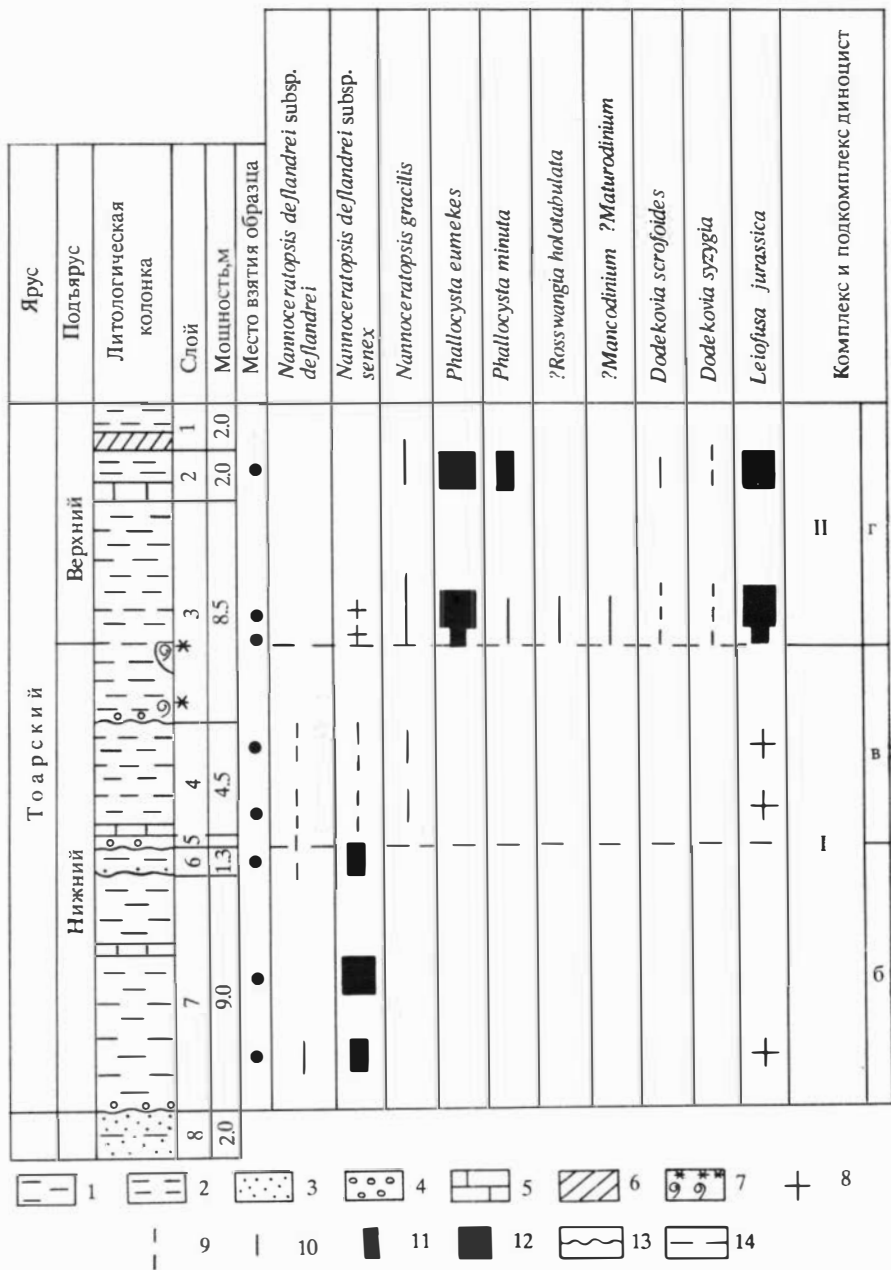 Ярус
Подъярус
Литологическая
колонка
Слой
Мощность,м
Место взятия образца
Nannoceratopsis deflandrei subsp.
deflandrei
Nannoceratopsis deflandrei subsp.
senex
Nannoceratopsis gracilis
Phallocysta eumekes
Phallocysta minuta
?Rosswangia holotabulata
?Mancodinium ?Maturodinium
Dodekovia scrofoides
Dodekovia syzygia
Leiofusa jurassica
Комплекс и подкомплекс диноцист
Тоарский
Верхний
Нижний
1 2.0
2 2.0
3 8.5
4 4.5
5
6 1.3
7 9.0
8 2.0
II
I
г
в
б
1 2 3 4 5 6 7 8
9 10 11 12 13 14